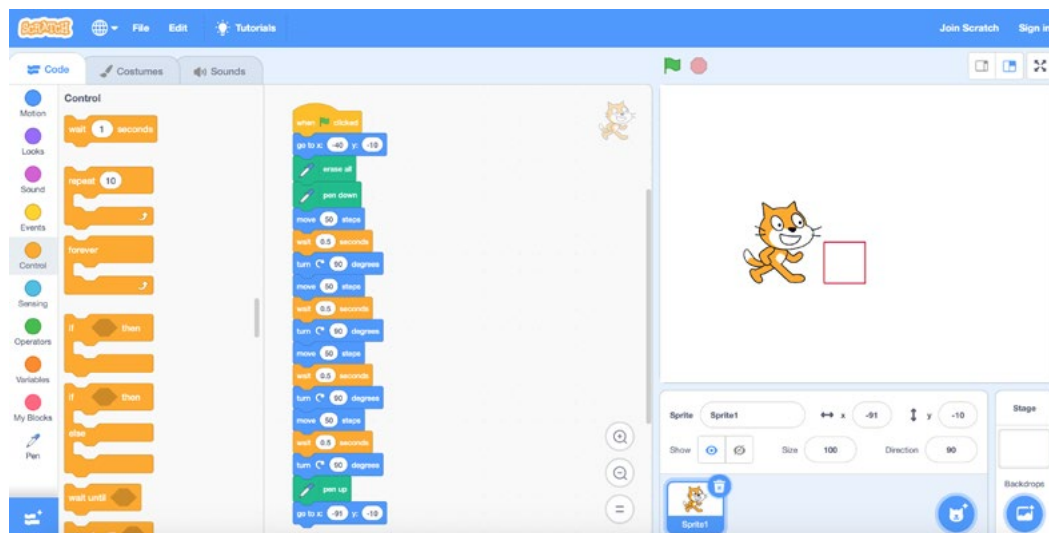 SCRATCH File Edit Tutorials Join Scratch Sign in
Code Costumes Sounds
Motion
Looks
Sound
Events
Control
Sensing
Operators
Variables
My Blocks
Pen
Control
wait 1 seconds
repeat 10
forever
if then
if then
else
wait until
when clicked
go to x: -40 y: -10
erase all
pen down
move 50 steps
wait 0.5 seconds
turn 90 degrees
move 50 steps
wait 0.5 seconds
turn 90 degrees
move 50 steps
wait 0.5 seconds
turn 90 degrees
move 50 steps
wait 0.5 seconds
turn 90 degrees
pen up
go to x: -91 y: -10
Sprite Sprite1 x -91 y -10
Show Size 100 Direction 90
Sprite1
Stage
Backdrops